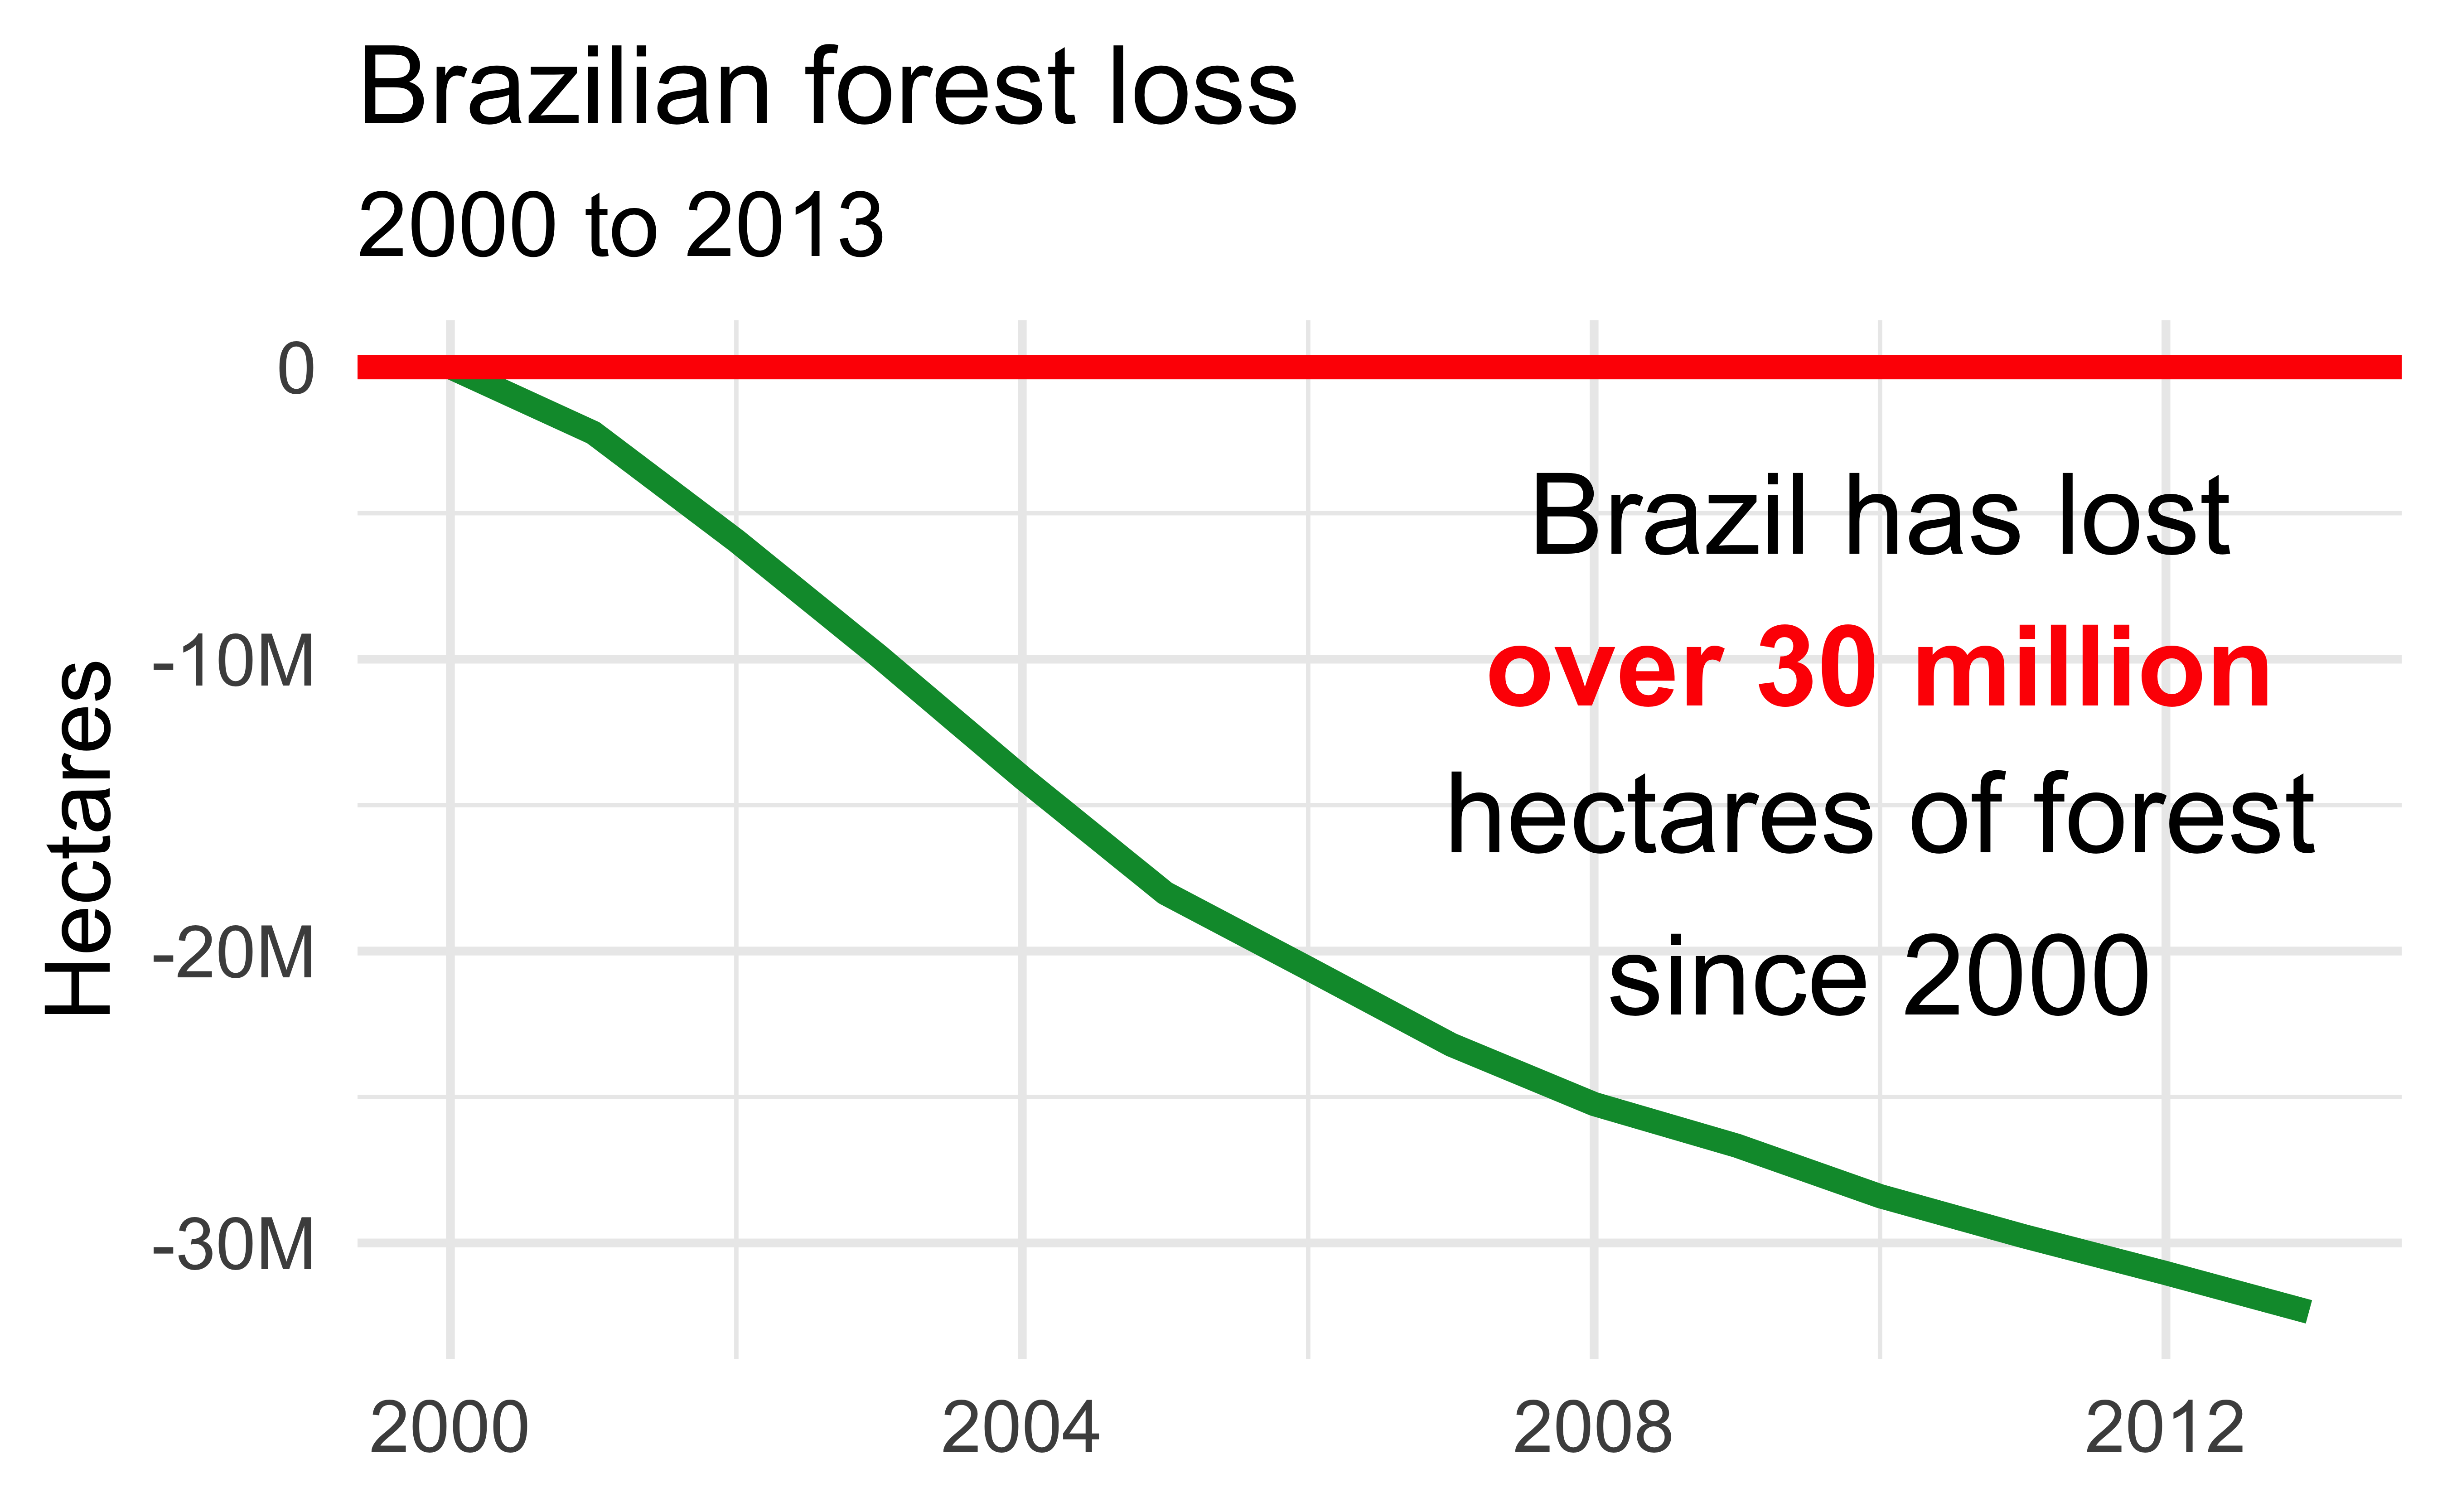 Brazilian forest loss
2000 to 2013
0
Brazil has lost
over 30 million
-10M
hectares of forest
Hectares
-20M
since 2000
-30M
2000
2004
2008
2012